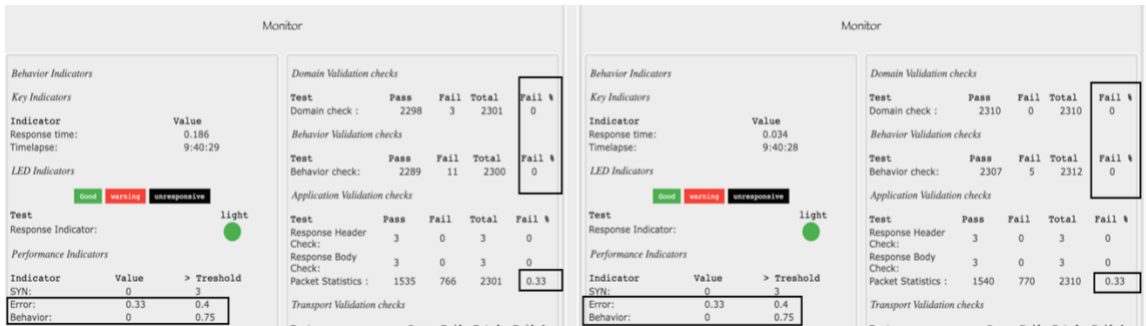 Monitor
Behavior Indicators
Key Indicators
Indicator Value
Response time: 0.186
Timelapse: 9:40:29
LED Indicators
Good warning unresponsive
Test light
Response Indicator:
Performance Indicators
Indicator Value > Treshold
SYN: 0 3
Error: 0.33 0.4
Behavior: 0 0.75
Domain Validation checks
Test Pass Fail Total Fail %
Domain check : 2298 3 2301 0
Behavior Validation checks
Test Pass Fail Total Fail %
Behavior check: 2289 11 2300 0
Application Validation checks
Test Pass Fail Total Fail %
Response Header
Check: 3 0 3 0
Response Body
Check: 3 0 3 0
Packet Statistics : 1535 766 2301 0.33
Transport Validation checks
Monitor
Behavior Indicators
Key Indicators
Indicator Value
Response time: 0.034
Timelapse: 9:40:28
LED Indicators
Good warning unresponsive
Test light
Response Indicator:
Performance Indicators
Indicator Value > Treshold
SYN: 0 3
Error: 0.33 0.4
Behavior: 0 0.75
Domain Validation checks
Test Pass Fail Total Fail %
Domain check : 2310 0 2310 0
Behavior Validation checks
Test Pass Fail Total Fail %
Behavior check: 2307 5 2312 0
Application Validation checks
Test Pass Fail Total Fail %
Response Header
Check: 3 0 3 0
Response Body
Check: 3 0 3 0
Packet Statistics : 1540 770 2310 0.33
Transport Validation checks